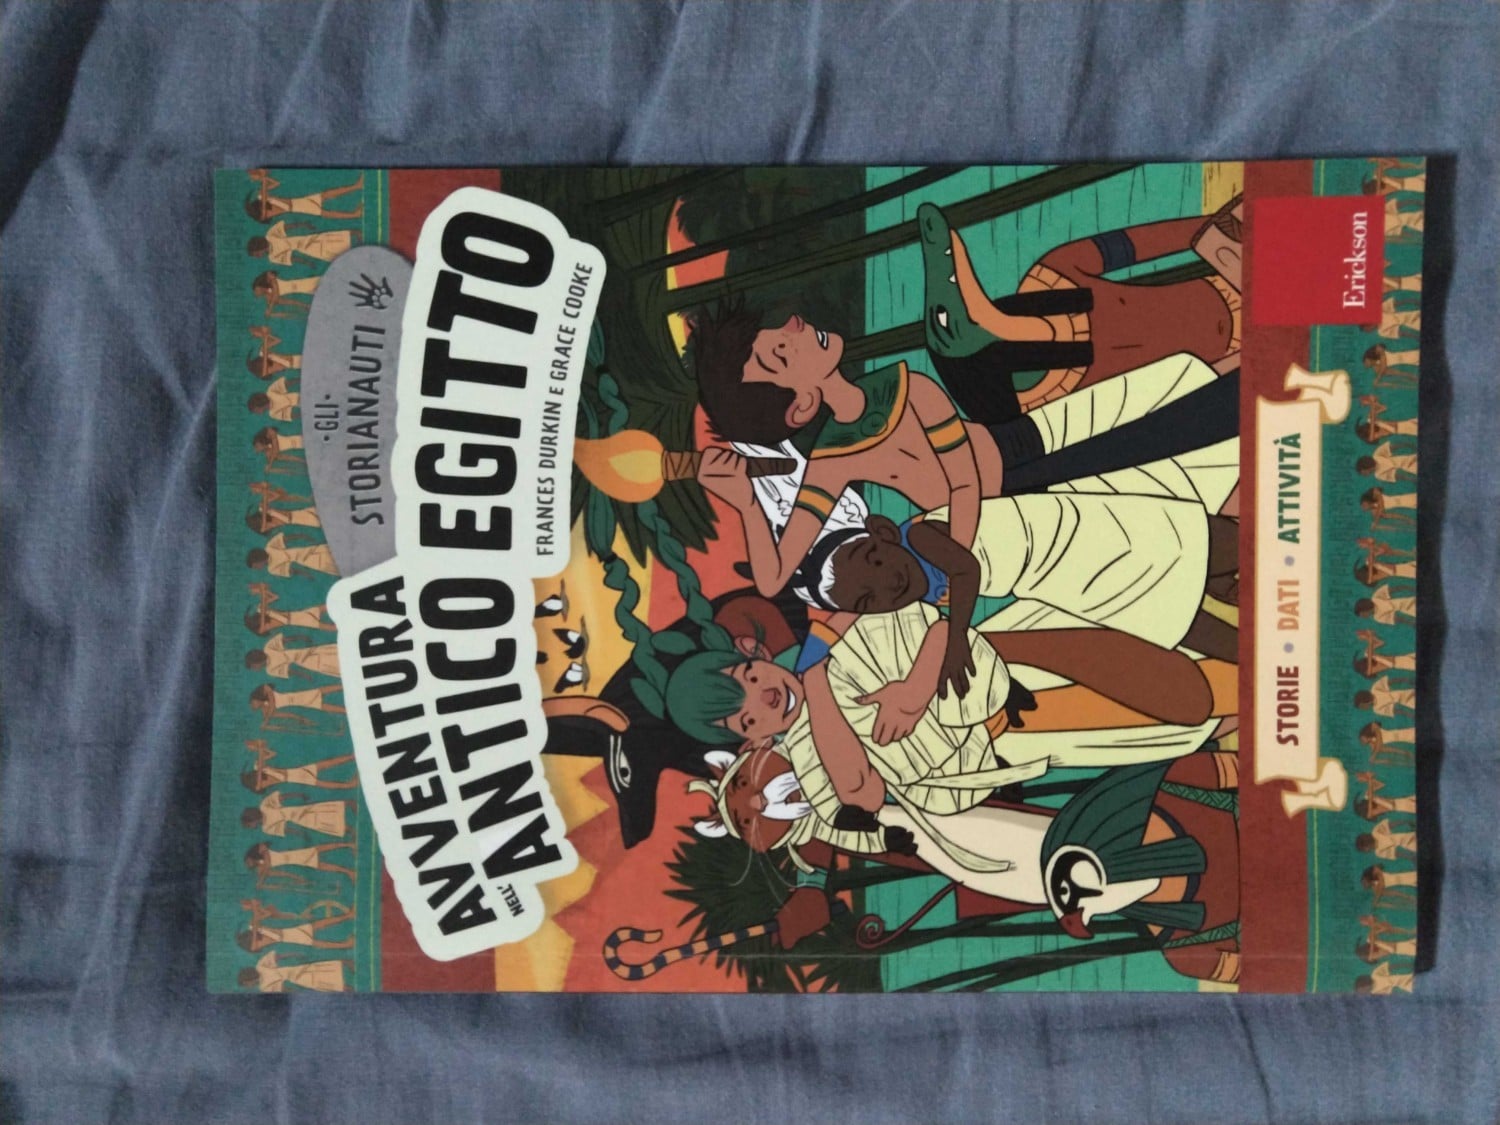 ·GLI·
STORIANAUTI
AVVENTURA
NELL'ANTICO EGITTO
FRANCES DURKIN E GRACE COOKE
STORIE • DATI • ATTIVITÀ
Erickson